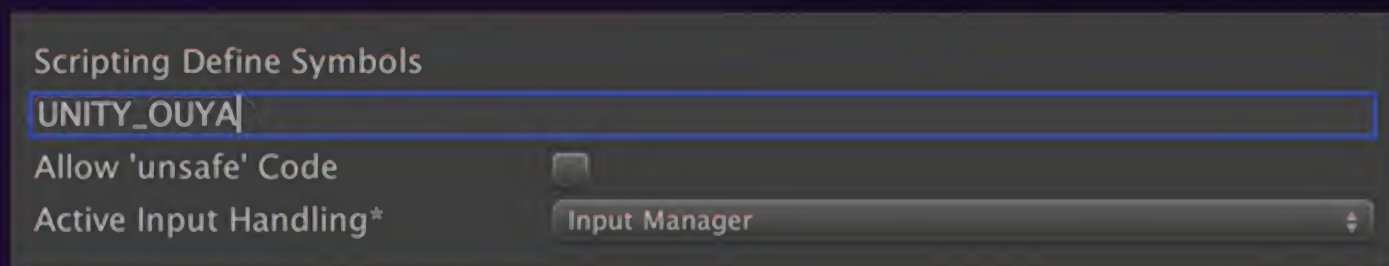 Scripting Define Symbols
UNITY_OUYA
Allow 'unsafe' Code
Active Input Handling* Input Manager